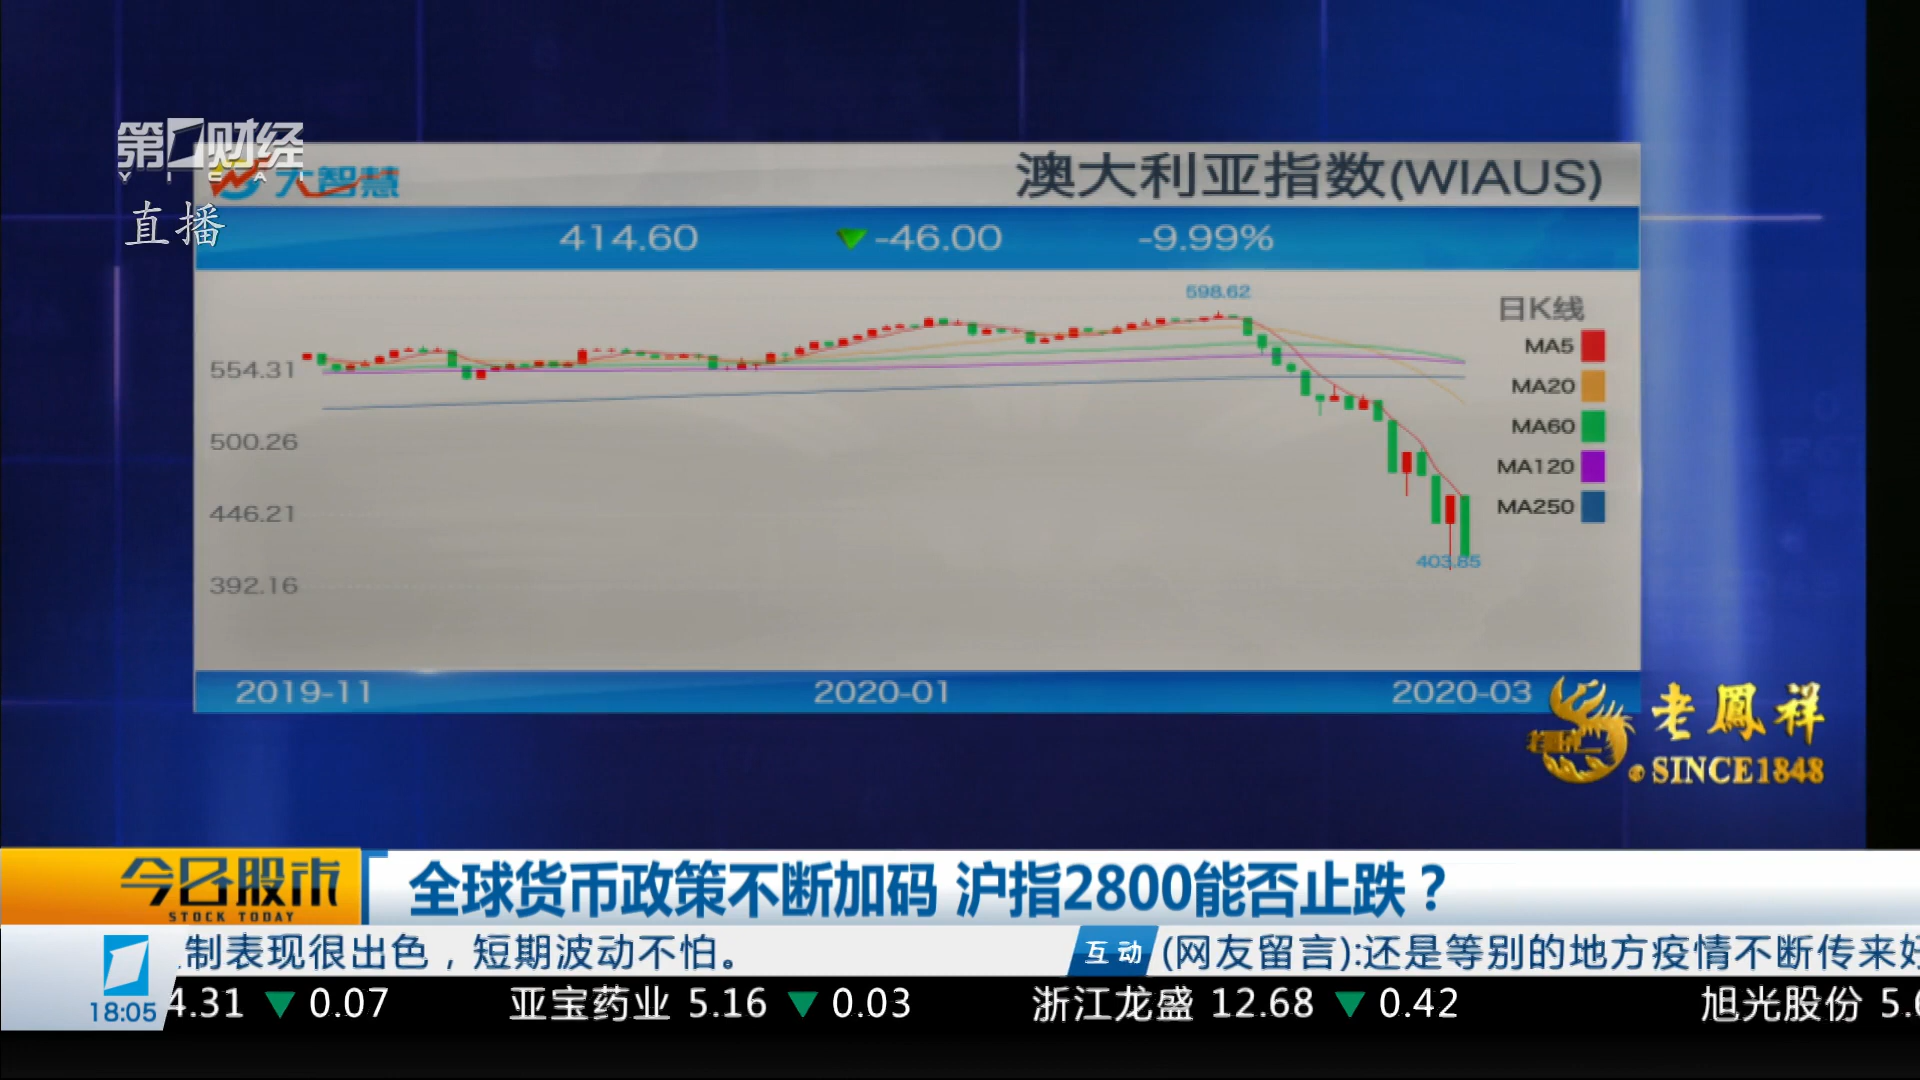 第1财经
YICAI
直播
大智慧
澳大利亚指数(WIAUS)
414.60 ▼-46.00 -9.99%
598.62
日K线
MA5
MA20
MA60
MA120
MA250
554.31
500.26
446.21
392.16
403.85
2019-11 2020-01 2020-03
老鳳祥
SINCE1848
今日股市
STOCK TODAY
全球货币政策不断加码 沪指2800能否止跌？
制表现很出色，短期波动不怕。 互动 (网友留言):还是等别的地方疫情不断传来好
18:05
4.31 ▼ 0.07 亚宝药业 5.16 ▼ 0.03 浙江龙盛 12.68 ▼ 0.42 旭光股份 5.6